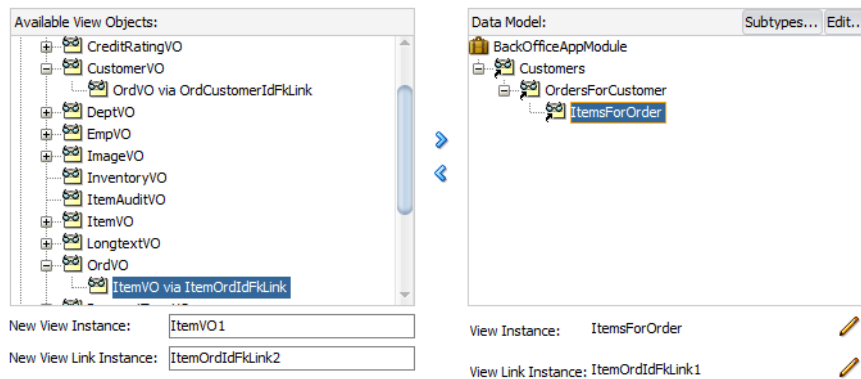 Available View Objects:
CreditRatingVO
CustomerVO
OrdVO via OrdCustomerIdFkLink
DeptVO
EmpVO
ImageVO
InventoryVO
ItemAuditVO
ItemVO
LongtextVO
OrdVO
ItemVO via ItemOrdIdFkLink
New View Instance: ItemVO1
New View Link Instance: ItemOrdIdFkLink2
Data Model: Subtypes... Edit..
BackOfficeAppModule
Customers
OrdersForCustomer
ItemsForOrder
View Instance: ItemsForOrder
View Link Instance: ItemOrdIdFkLink1